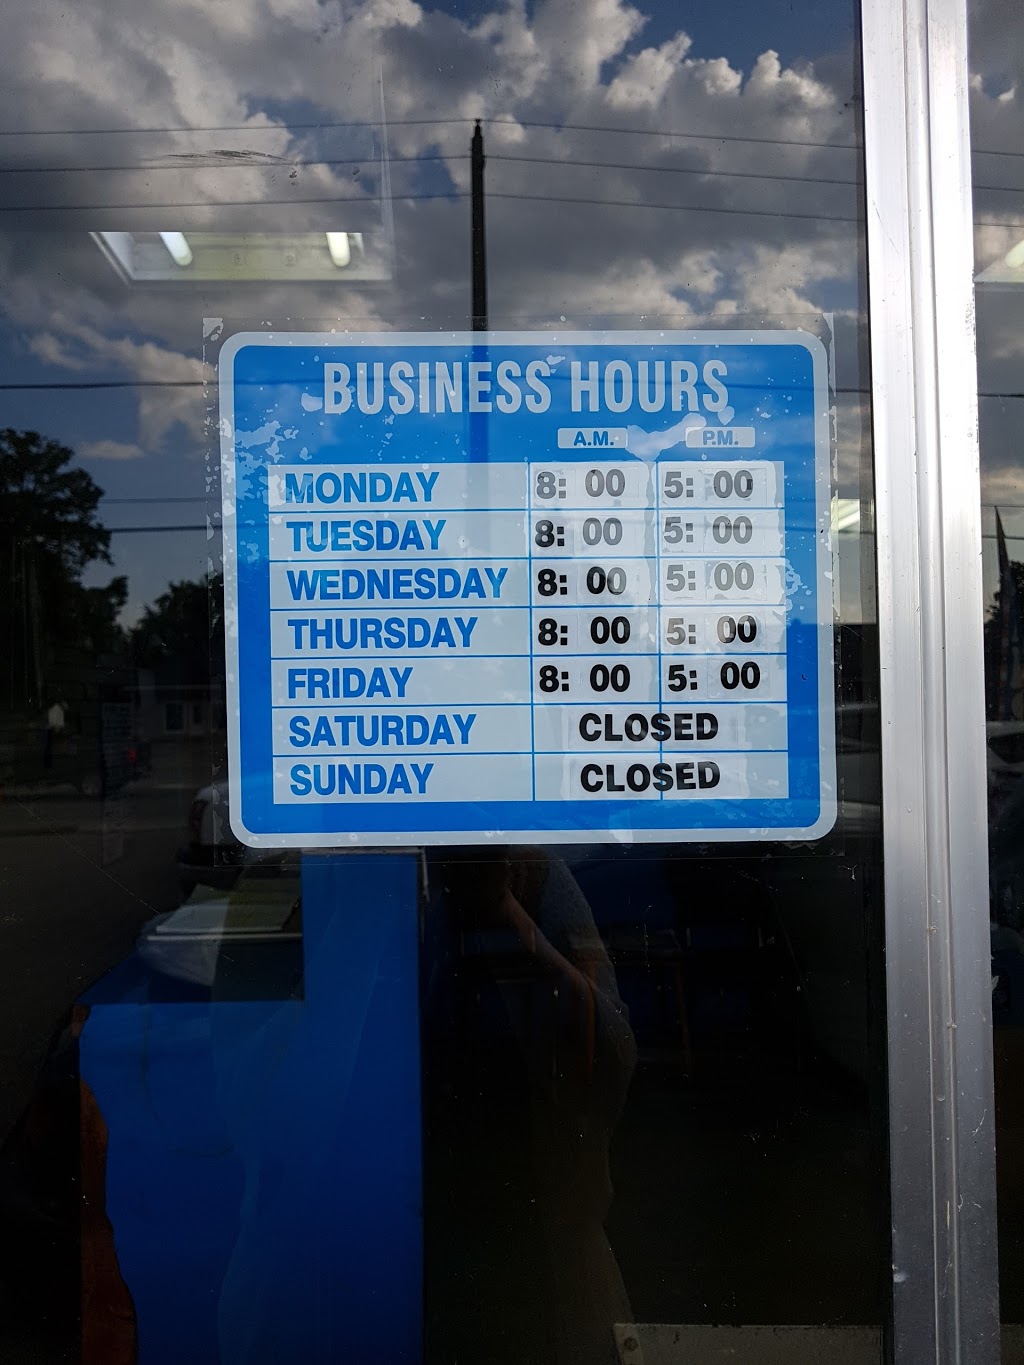 BUSINESS HOURS
A.M. P.M.
MONDAY 8: 00 5: 00
TUESDAY 8: 00 5: 00
WEDNESDAY 8: 00 5: 00
THURSDAY 8: 00 5: 00
FRIDAY 8: 00 5: 00
SATURDAY CLOSED
SUNDAY CLOSED